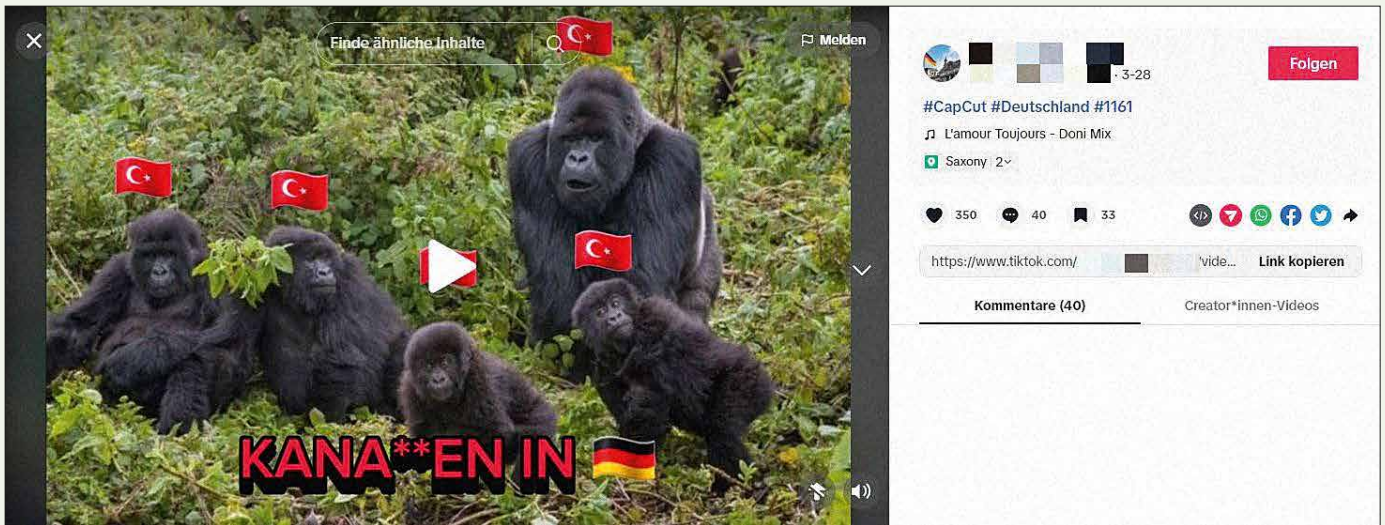 Finde ähnliche Inhalte
Melden
KANA**EN IN
· 3-28
Folgen
#CapCut #Deutschland #1161
L'amour Toujours - Doni Mix
Saxony 2
350 40 33
https://www.tiktok.com/ 'vide... Link kopieren
Kommentare (40) Creator*innen-Videos